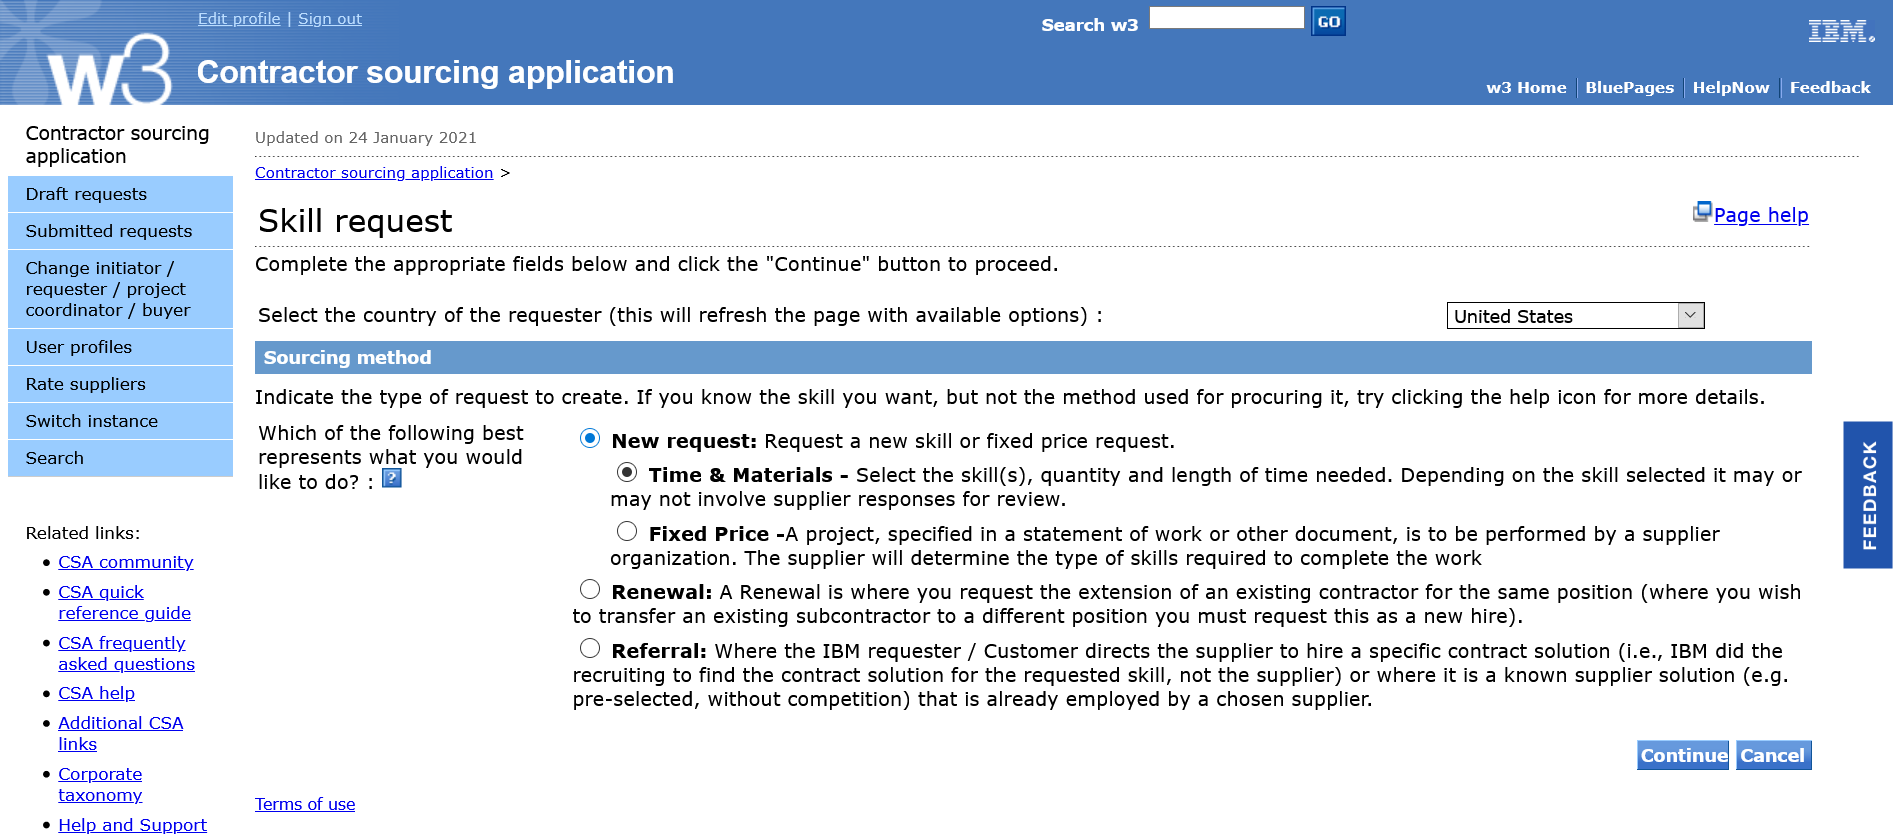 Edit profile | Sign out
Search w3
GO
IBM.
w3
Contractor sourcing application
w3 Home
BluePages
HelpNow
Feedback
Contractor sourcing
application
Draft requests
Submitted requests
Change initiator /
requester / project
coordinator / buyer
User profiles
Rate suppliers
Switch instance
Search
Related links:
CSA community
CSA quick
reference guide
CSA frequently
asked questions
CSA help
Additional CSA
links
Corporate
taxonomy
Help and Support
Updated on 24 January 2021
Contractor sourcing application >
Skill request
Page help
Complete the appropriate fields below and click the "Continue" button to proceed.
Select the country of the requester (this will refresh the page with available options) :
United States
Sourcing method
Indicate the type of request to create. If you know the skill you want, but not the method used for procuring it, try clicking the help icon for more details.
Which of the following best
represents what you would
like to do? : ?
New request: Request a new skill or fixed price request.
Time & Materials - Select the skill(s), quantity and length of time needed. Depending on the skill selected it may or
may not involve supplier responses for review.
Fixed Price -A project, specified in a statement of work or other document, is to be performed by a supplier
organization. The supplier will determine the type of skills required to complete the work
Renewal: A Renewal is where you request the extension of an existing contractor for the same position (where you wish
to transfer an existing subcontractor to a different position you must request this as a new hire).
Referral: Where the IBM requester / Customer directs the supplier to hire a specific contract solution (i.e., IBM did the
recruiting to find the contract solution for the requested skill, not the supplier) or where it is a known supplier solution (e.g.
pre-selected, without competition) that is already employed by a chosen supplier.
Continue
Cancel
Terms of use
FEEDBACK